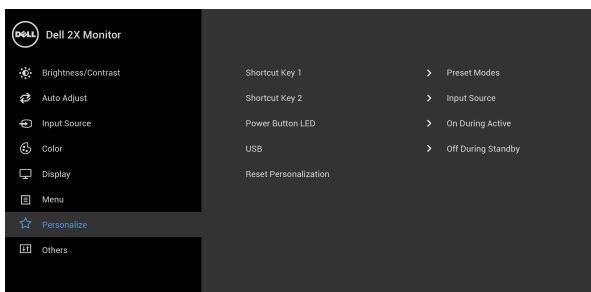 DELL Dell 2X Monitor
Brightness/Contrast Shortcut Key 1 > Preset Modes
Auto Adjust Shortcut Key 2 > Input Source
Input Source Power Button LED > On During Active
Color USB > Off During Standby
Display Reset Personalization
Menu
Personalize
Others